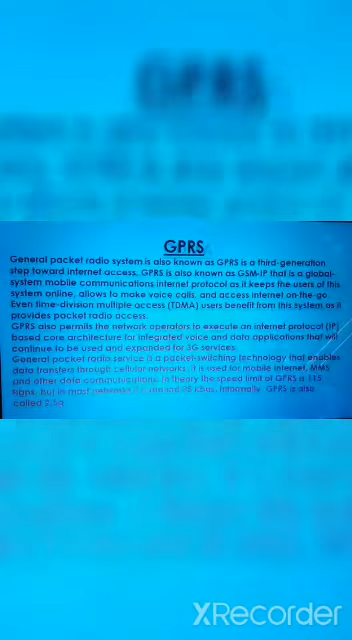 GPRS
GPRS
General packet radio system is also known as GPRS is a third-generation
step toward internet access. GPRS is also known as GSM-IP that is a global-
system mobile communications internet protocol as it keeps the users of this
system online, allows to make voice calls, and access internet on-the-go.
Even time-division multiple access (TDMA) users benefit from this system as it
provides packet radio access.
GPRS also permits the network operators to execute an internet protocol (IP)
based core architecture for integrated voice and data applications that will
continue to be used and expanded for 3G services.
General packet radio service is a packet-switching technology that enables
data transfers through cellular networks. It is used for mobile internet, MMS
and other data communications. In theory the speed limit of GPRS is 115
kbps, but in most networks it is around 35 kbps. Informally, GPRS is also
called 2.5G.
XRecorder